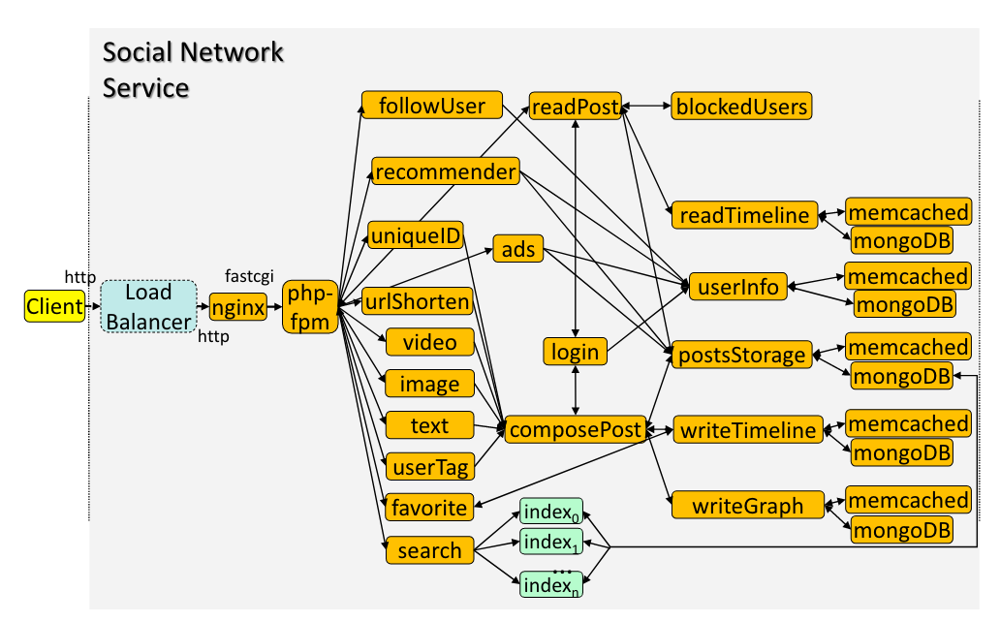 Social Network
Service
followUser
readPost
blockedUsers
recommender
readTimeline
memcached
mongoDB
uniqueID
ads
http
fastcgi
Client
Load
Balancer
http
nginx
php-
fpm
urlShorten
userInfo
memcached
mongoDB
video
login
postsStorage
memcached
mongoDB
image
text
composePost
writeTimeline
memcached
mongoDB
userTag
favorite
writeGraph
memcached
mongoDB
search
index0
index1
...
indexn